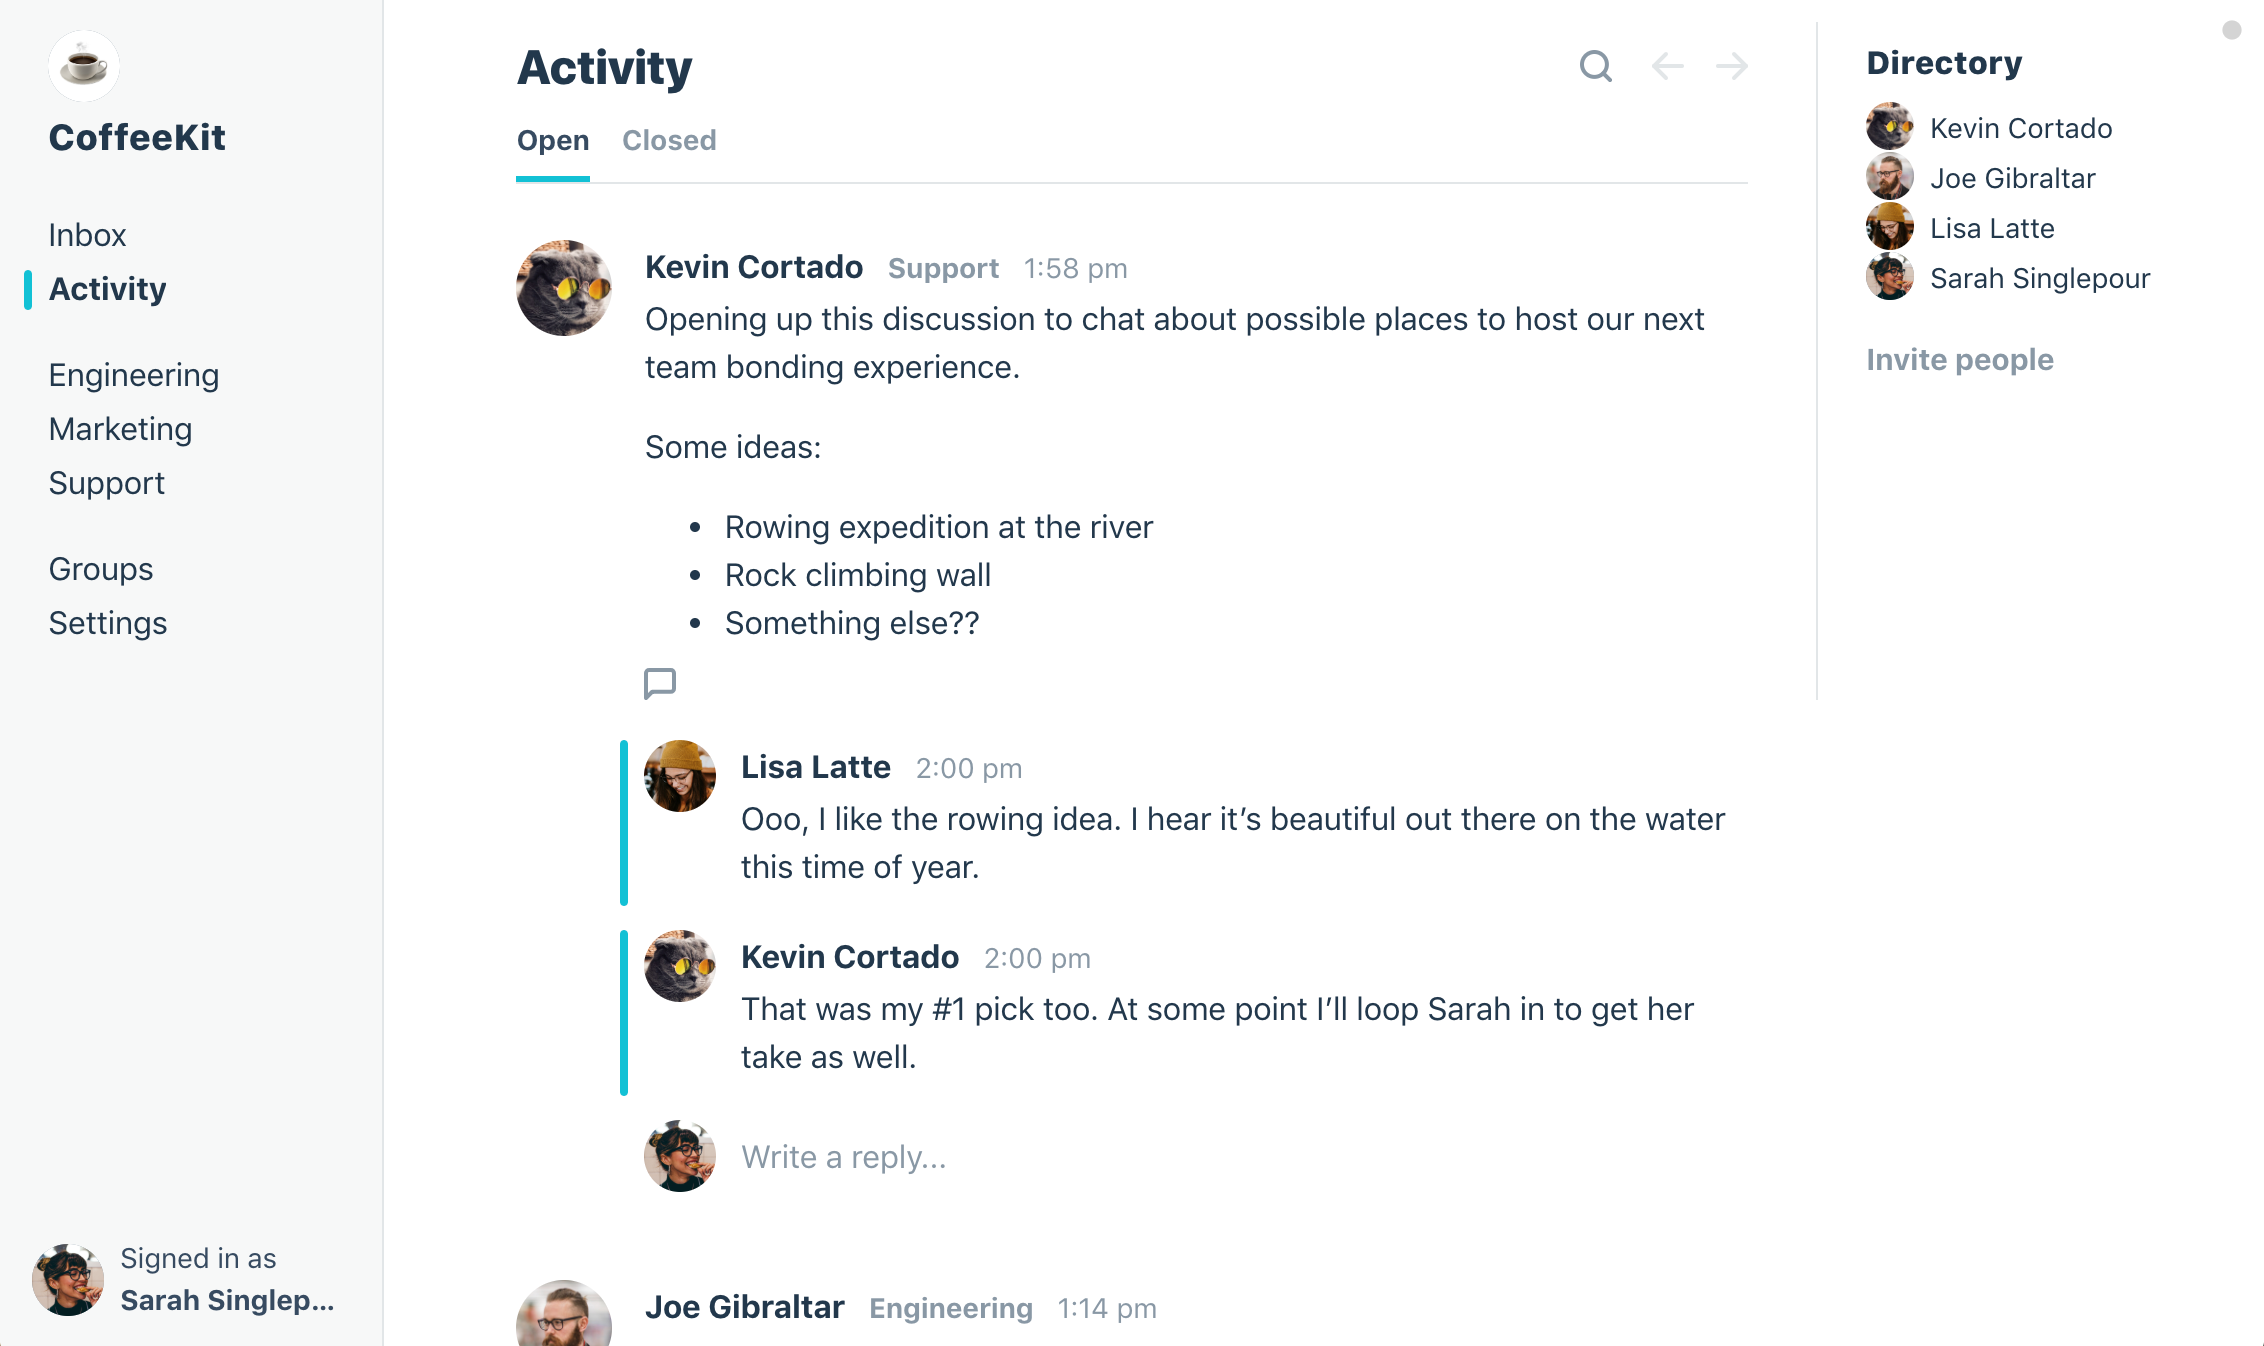 CoffeeKit
Inbox
Activity
Engineering
Marketing
Support
Groups
Settings
Signed in as
Sarah Singlep...
Activity
Open Closed
Kevin Cortado Support 1:58 pm
Opening up this discussion to chat about possible places to host our next
team bonding experience.
Some ideas:
• Rowing expedition at the river
• Rock climbing wall
• Something else??
Lisa Latte 2:00 pm
Ooo, I like the rowing idea. I hear it’s beautiful out there on the water
this time of year.
Kevin Cortado 2:00 pm
That was my #1 pick too. At some point I’ll loop Sarah in to get her
take as well.
Write a reply...
Joe Gibraltar Engineering 1:14 pm
Directory
Kevin Cortado
Joe Gibraltar
Lisa Latte
Sarah Singlepour
Invite people